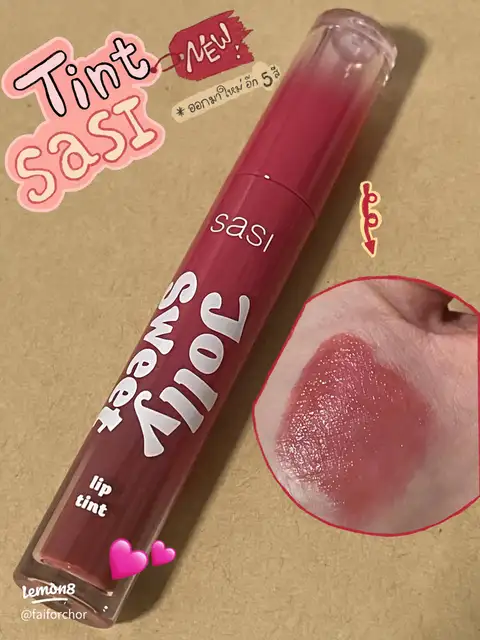 Tint
sasi
NEW!
* ออกมาใหม่ อีก 5 สี
sasi
Jolly
Sweet
lip
tint
Lemon8
@faiforchor